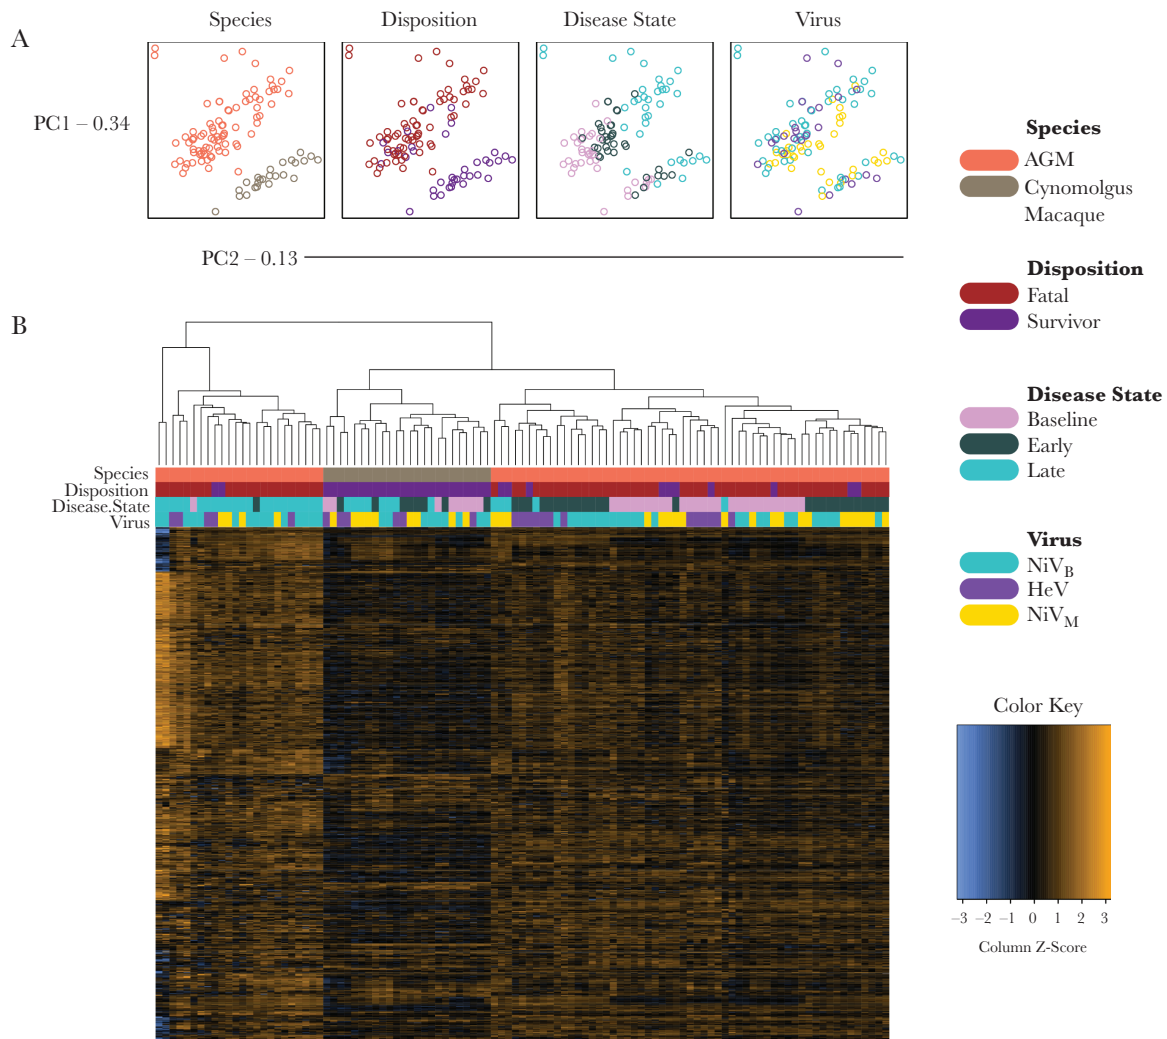 A
Species
Disposition
Disease State
Virus
PC1 – 0.34
PC2 – 0.13
Species
AGM
Cynomolgus
Macaque
Disposition
Fatal
Survivor
Disease State
Baseline
Early
Late
Virus
NiVB
HeV
NiVM
B
Species
Disposition
Disease.State
Virus
Color Key
–3 –2 –1 0 1 2 3
Column Z-Score